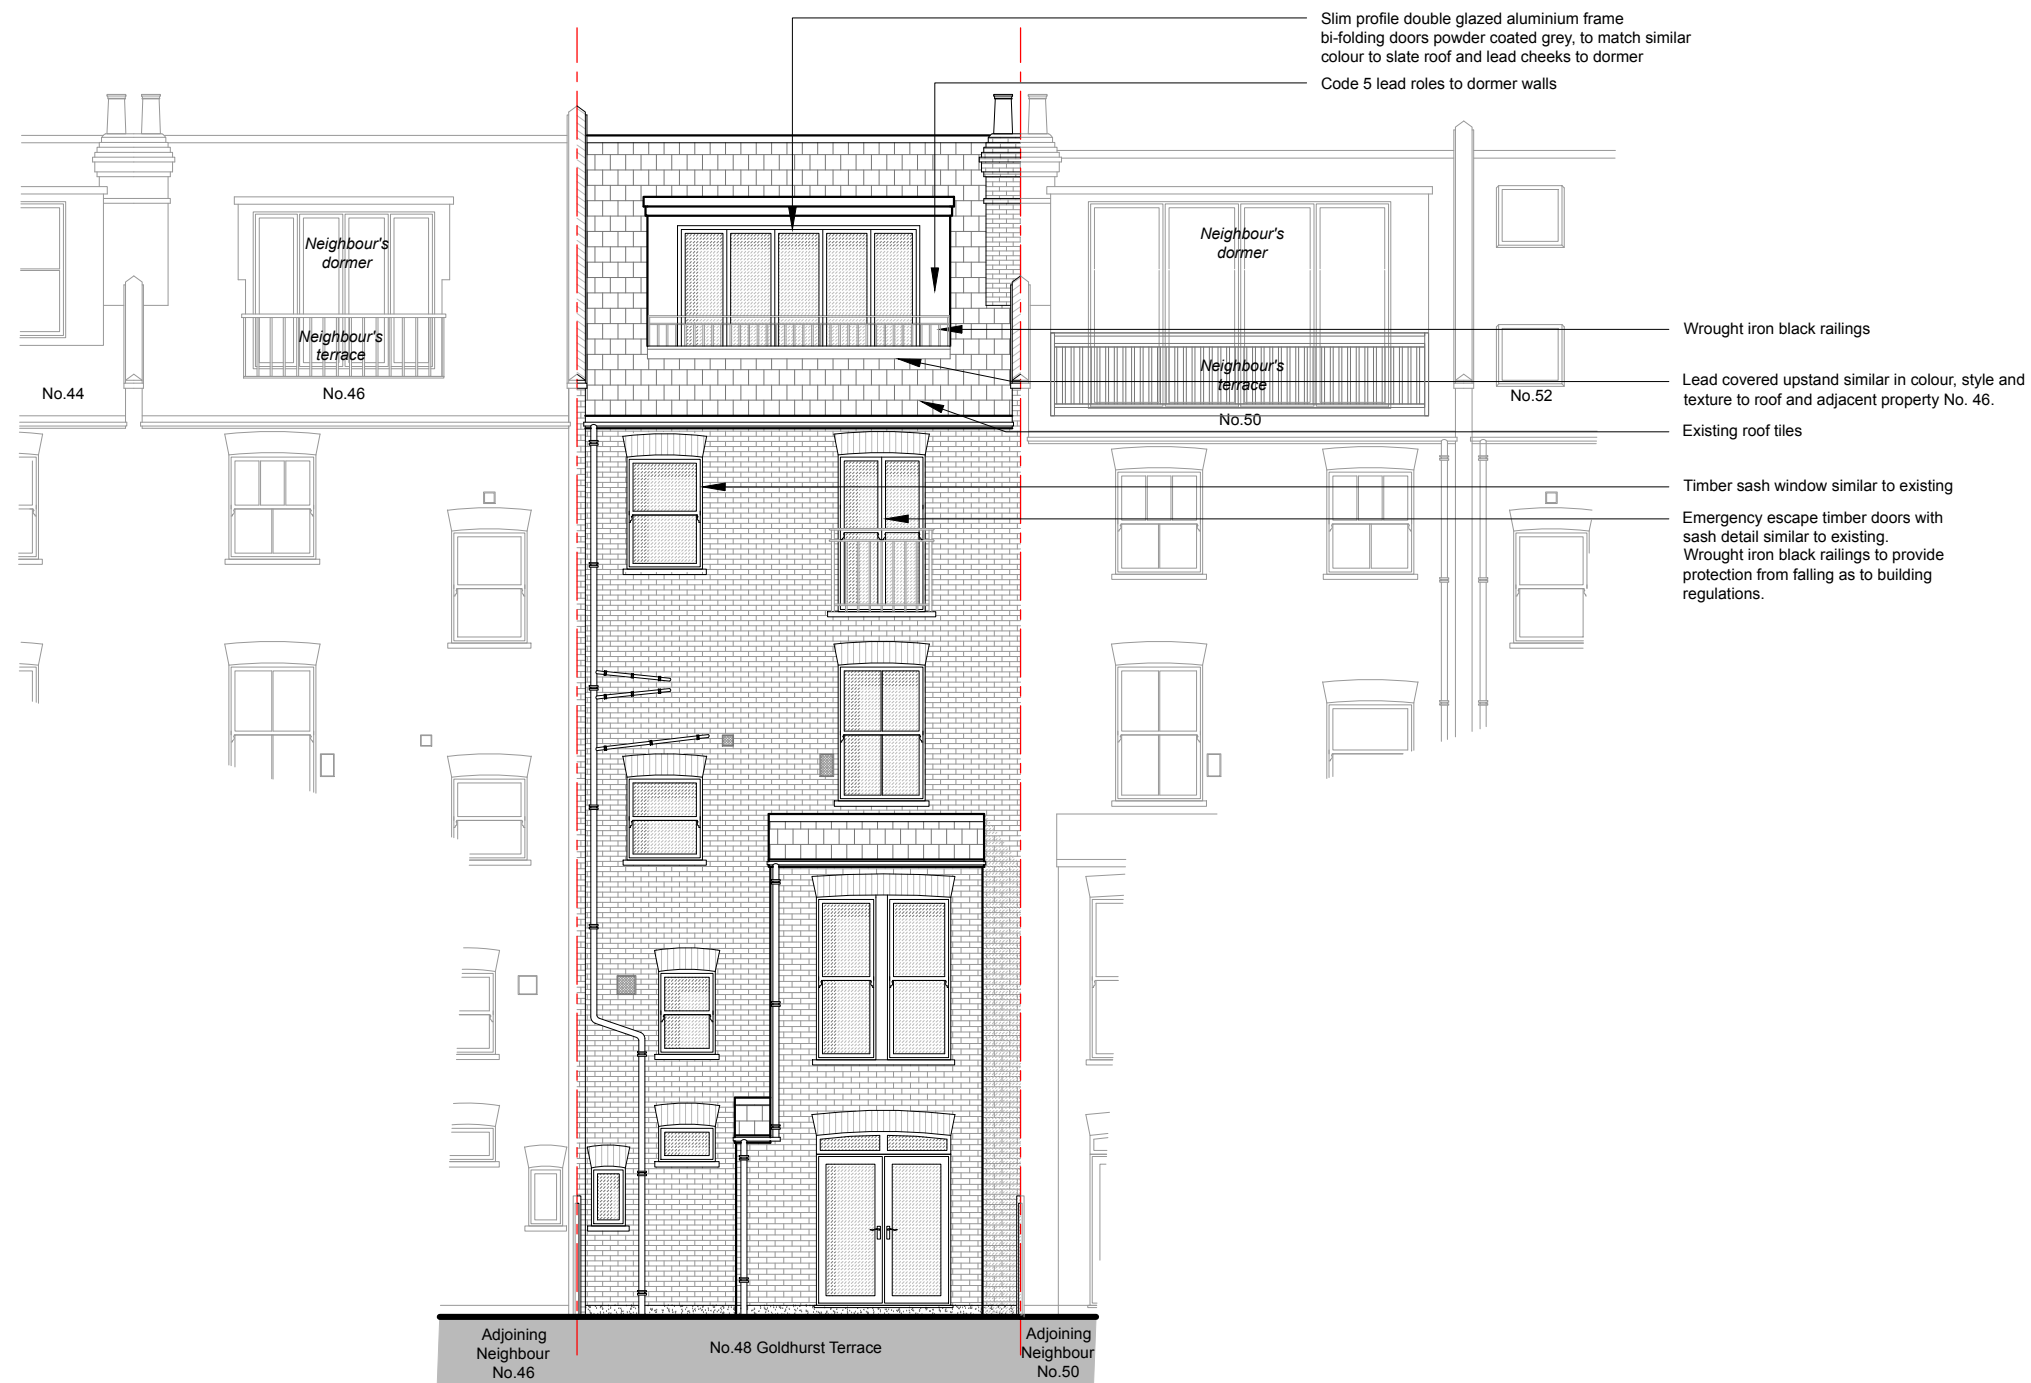 Slim profile double glazed aluminium frame
bi-folding doors powder coated grey, to match similar
colour to slate roof and lead cheeks to dormer
Code 5 lead roles to dormer walls
Neighbour's
dormer
Neighbour's
terrace
No.44
No.46
Neighbour's
dormer
Neighbour's
terrace
No.50
No.52
Wrought iron black railings
Lead covered upstand similar in colour, style and
texture to roof and adjacent property No. 46.
Existing roof tiles
Timber sash window similar to existing
Emergency escape timber doors with
sash detail similar to existing.
Wrought iron black railings to provide
protection from falling as to building
regulations.
Adjoining
Neighbour
No.46
No.48 Goldhurst Terrace
Adjoining
Neighbour
No.50